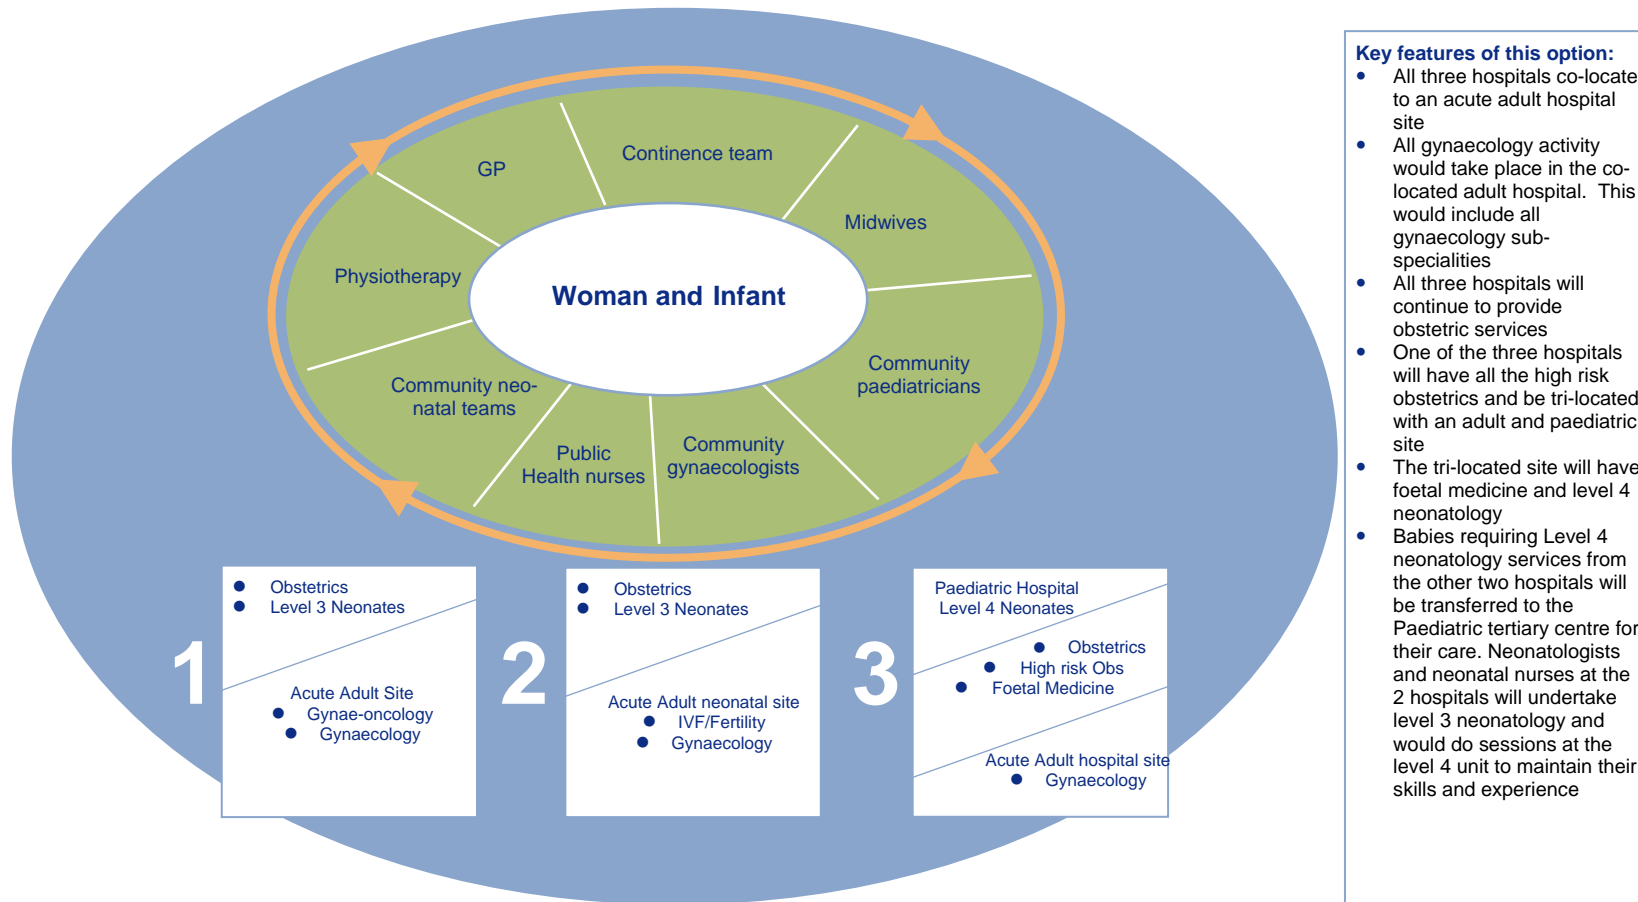 GP
Continence team
Midwives
Physiotherapy
Woman and Infant
Community
paediatricians
Community neo-
natal teams
Public
Health nurses
Community
gynaecologists
1
• Obstetrics
• Level 3 Neonates
Acute Adult Site
• Gynae-oncology
• Gynaecology
2
• Obstetrics
• Level 3 Neonates
Acute Adult neonatal site
• IVF/Fertility
• Gynaecology
3
Paediatric Hospital
Level 4 Neonates
• Obstetrics
• High risk Obs
• Foetal Medicine
Acute Adult hospital site
• Gynaecology
Key features of this option:
• All three hospitals co-locate
to an acute adult hospital
site
• All gynaecology activity
would take place in the co-
located adult hospital. This
would include all
gynaecology sub-
specialities
• All three hospitals will
continue to provide
obstetric services
• One of the three hospitals
will have all the high risk
obstetrics and be tri-located
with an adult and paediatric
site
• The tri-located site will have
foetal medicine and level 4
neonatology
• Babies requiring Level 4
neonatology services from
the other two hospitals will
be transferred to the
Paediatric tertiary centre for
their care. Neonatologists
and neonatal nurses at the
2 hospitals will undertake
level 3 neonatology and
would do sessions at the
level 4 unit to maintain their
skills and experience